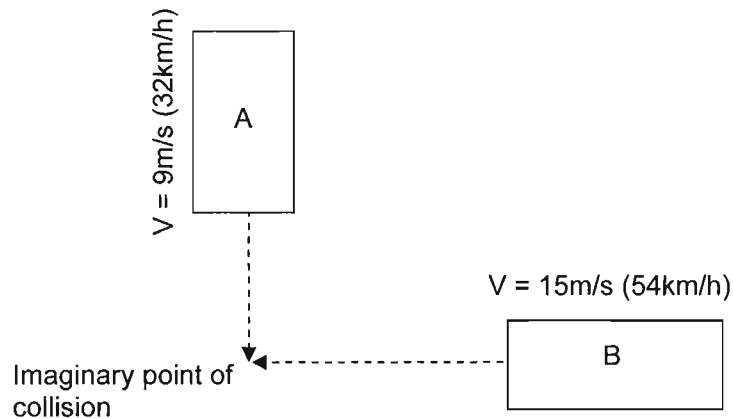 V = 9m/s (32km/h)
A
V = 15m/s (54km/h)
B
Imaginary point of
collision